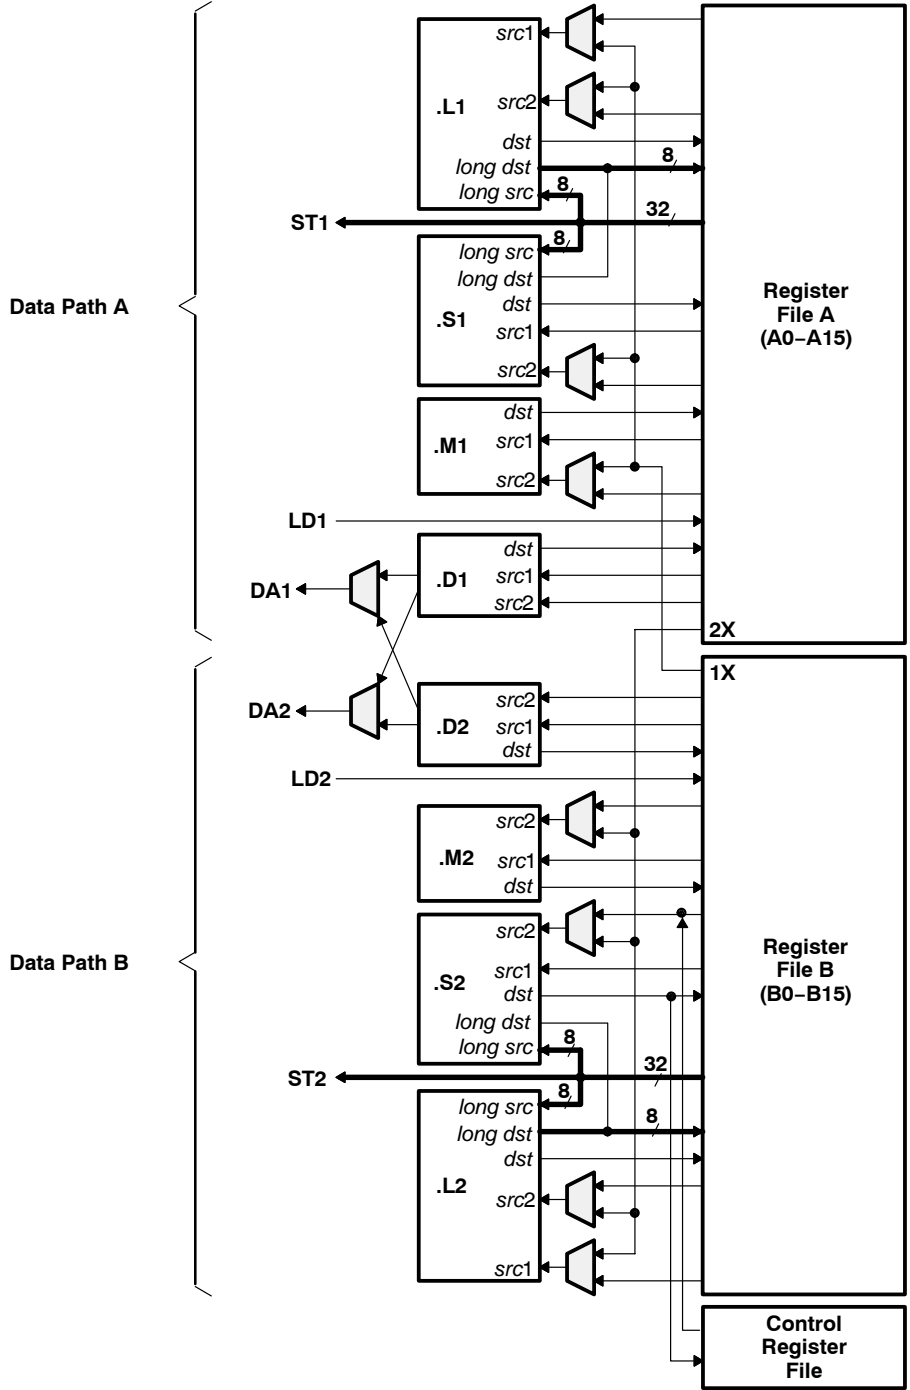 src1
.L1
src2
dst
long dst
8
long src
8
ST1
32
8
long src
long dst
dst
.S1
src1
src2
Data Path A
Register
File A
(A0–A15)
dst
.M1
src1
src2
LD1
dst
.D1
src1
src2
DA1
2X
1X
DA2
src2
.D2
src1
dst
LD2
src2
.M2
src1
dst
src2
src1
.S2
dst
long dst
8
long src
Data Path B
Register
File B
(B0–B15)
ST2
32
8
long src
8
long dst
dst
.L2
src2
src1
Control
Register
File